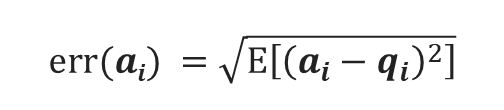 err(𝒂ᵢ) = √E[(𝒂ᵢ − 𝒒ᵢ)²]